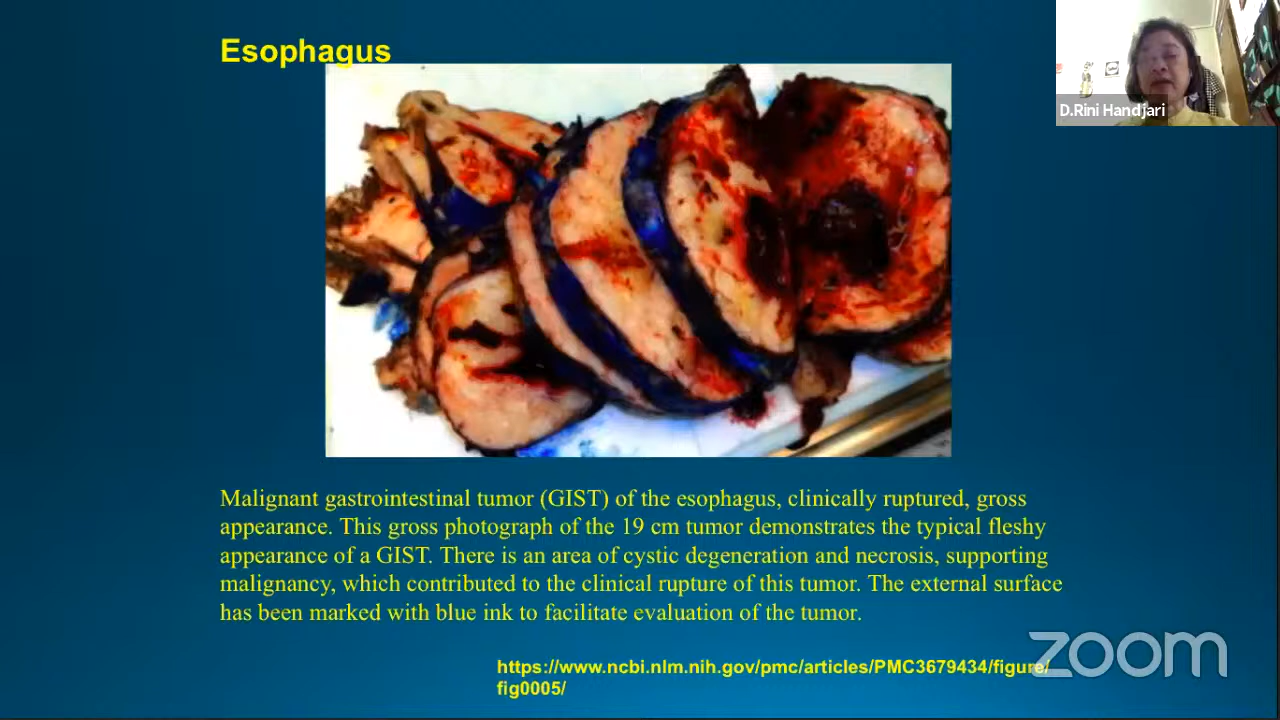 Esophagus
D.Rini Handjari
Malignant gastrointestinal tumor (GIST) of the esophagus, clinically ruptured, gross
appearance. This gross photograph of the 19 cm tumor demonstrates the typical fleshy
appearance of a GIST. There is an area of cystic degeneration and necrosis, supporting
malignancy, which contributed to the clinical rupture of this tumor. The external surface
has been marked with blue ink to facilitate evaluation of the tumor.
https://www.ncbi.nlm.nih.gov/pmc/articles/PMC3679434/figure/
fig0005/
zoom